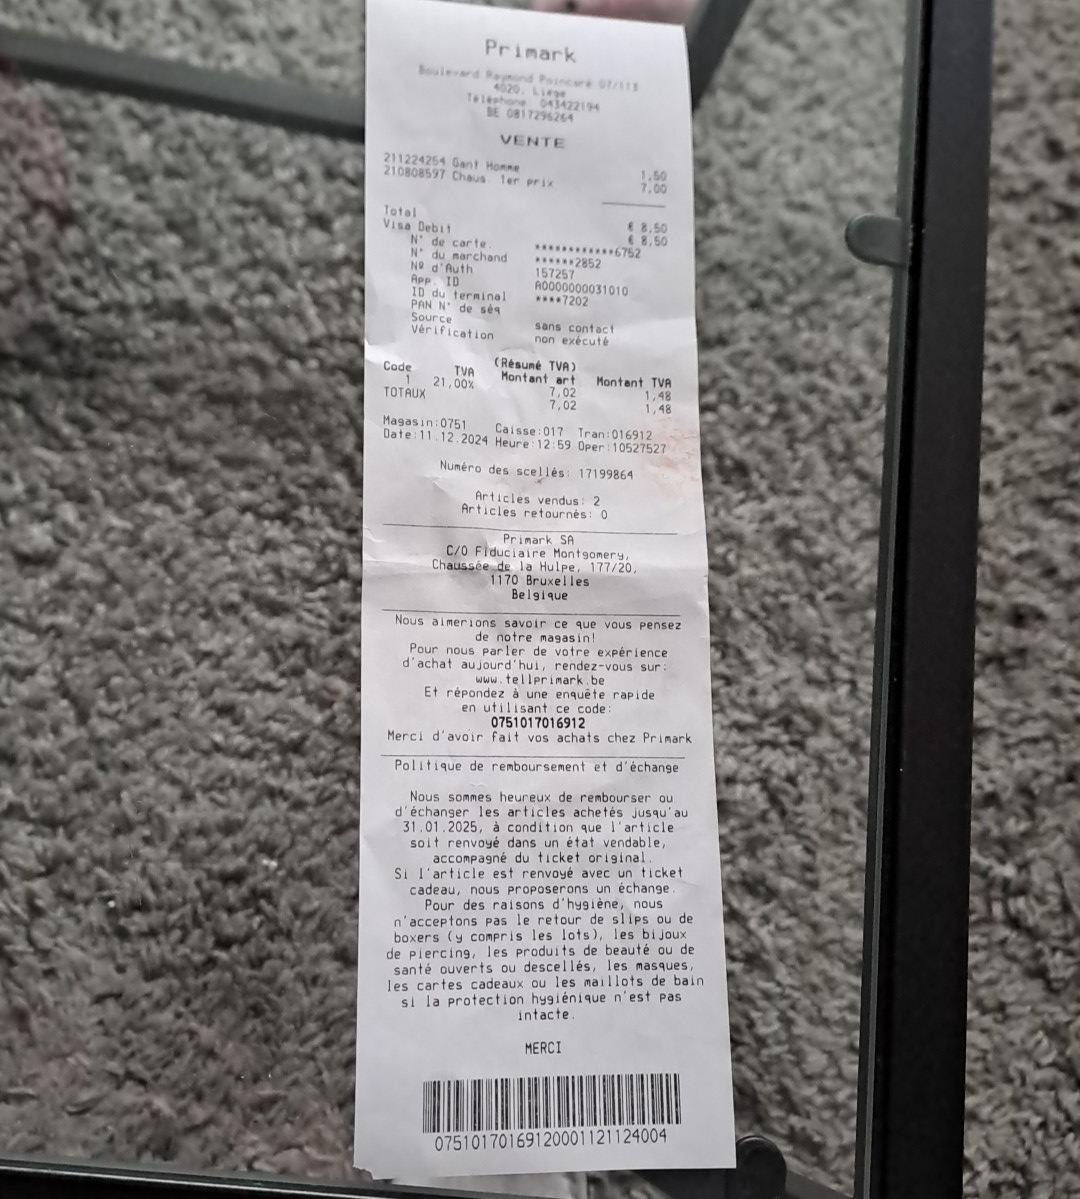 Primark
Boulevard Raymond Poincaré 07/113
4020, Liège
Téléphone: 043422194
BE 0817296264
VENTE
211224254 Gant Homme 1,50
210808597 Chaus. 1er prix 7,00
Total € 8,50
Visa Debit € 8,50
N° de carte. ************6752
N° du marchand ******2852
Nº d'Auth 157257
App. ID A0000000031010
ID du terminal ****7202
PAN N° de séq
Source sans contact
Vérification non exécuté
(Résumé TVA)
Code TVA Montant art Montant TVA
1 21,00% 7,02 1,48
TOTAUX 7,02 1,48
Magasin:0751 Caisse:017 Tran:016912
Date:11.12.2024 Heure:12:59 Oper:10527527
Numéro des scellés: 17199864
Articles vendus: 2
Articles retournés: 0
Primark SA
C/O Fiduciaire Montgomery,
Chaussée de la Hulpe, 177/20,
1170 Bruxelles
Belgique
Nous aimerions savoir ce que vous pensez
de notre magasin!
Pour nous parler de votre expérience
d'achat aujourd'hui, rendez-vous sur:
www.tellprimark.be
Et répondez à une enquête rapide
en utilisant ce code:
0751017016912
Merci d'avoir fait vos achats chez Primark
Politique de remboursement et d'échange
Nous sommes heureux de rembourser ou
d'échanger les articles achetés jusqu'au
31.01.2025, à condition que l'article
soit renvoyé dans un état vendable,
accompagné du ticket original.
Si l'article est renvoyé avec un ticket
cadeau, nous proposerons un échange.
Pour des raisons d'hygiène, nous
n'acceptons pas le retour de slips ou de
boxers (y compris les lots), les bijoux
de piercing, les produits de beauté ou de
santé ouverts ou descellés, les masques,
les cartes cadeaux ou les maillots de bain
si la protection hygiénique n'est pas
intacte.
MERCI
07510170169120001121124004